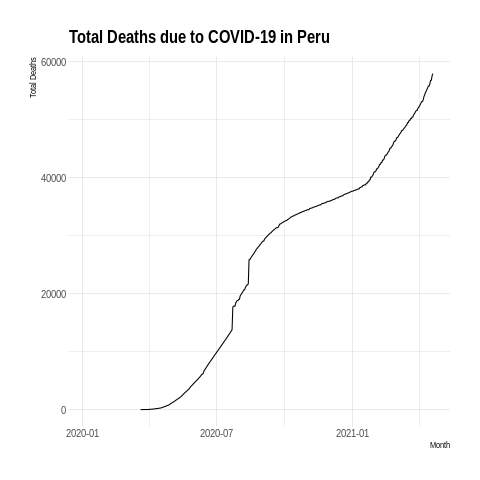 Total Deaths due to COVID-19 in Peru
Total Deaths
60000
40000
20000
0
2020-01 2020-07 2021-01
Month